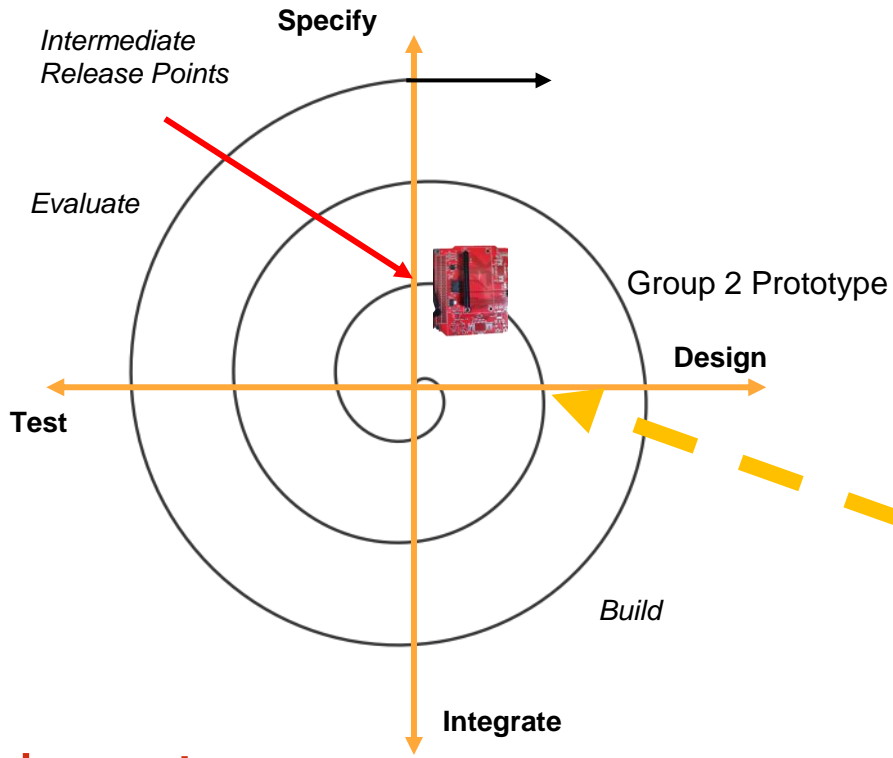 Specify
Intermediate
Release Points
Evaluate
Group 2 Prototype
Design
Test
Build
Integrate